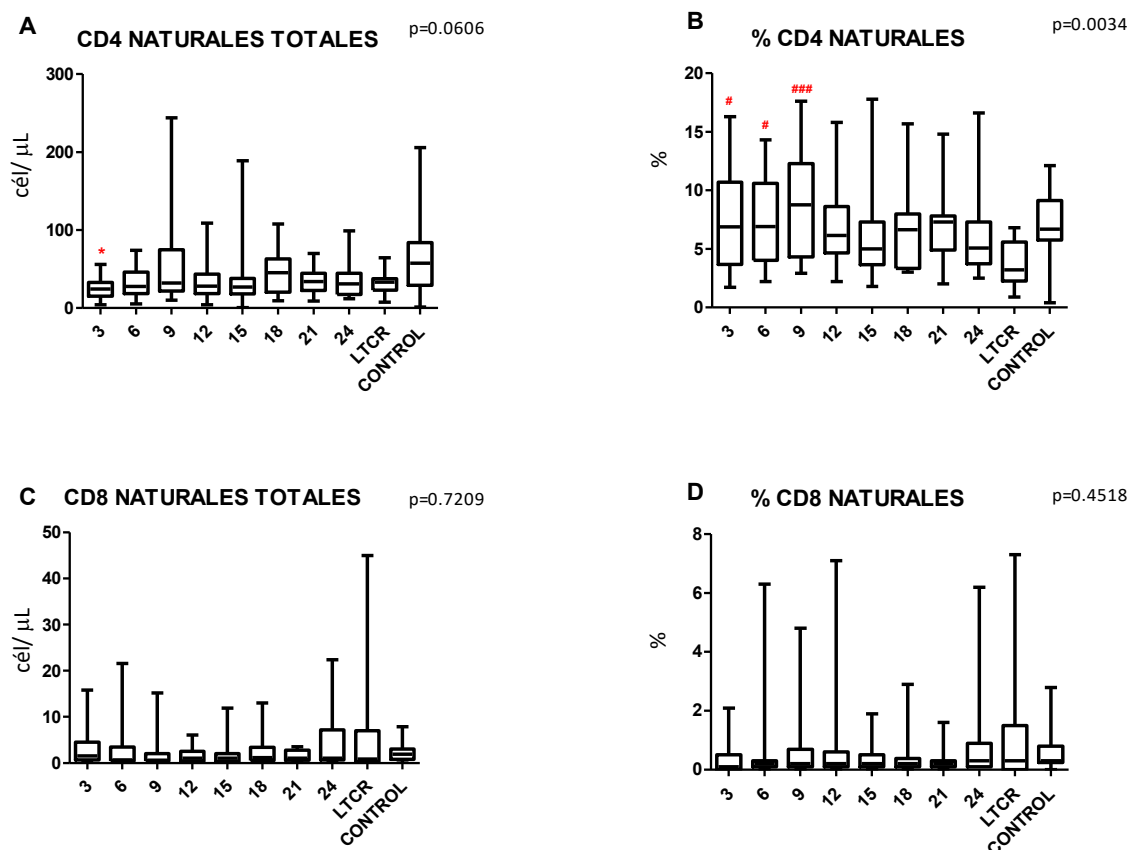 A
CD4 NATURALES TOTALES
p=0.0606
cél/ μL
300
200
100
0
3 6 9 12 15 18 21 24 LTCR CONTROL
*
B
% CD4 NATURALES
p=0.0034
%
20
15
10
5
0
# # ###
3 6 9 12 15 18 21 24 LTCR CONTROL
C
CD8 NATURALES TOTALES
p=0.7209
cél/ μL
50
40
30
20
10
0
3 6 9 12 15 18 21 24 LTCR CONTROL
D
% CD8 NATURALES
p=0.4518
%
8
6
4
2
0
3 6 9 12 15 18 21 24 LTCR CONTROL